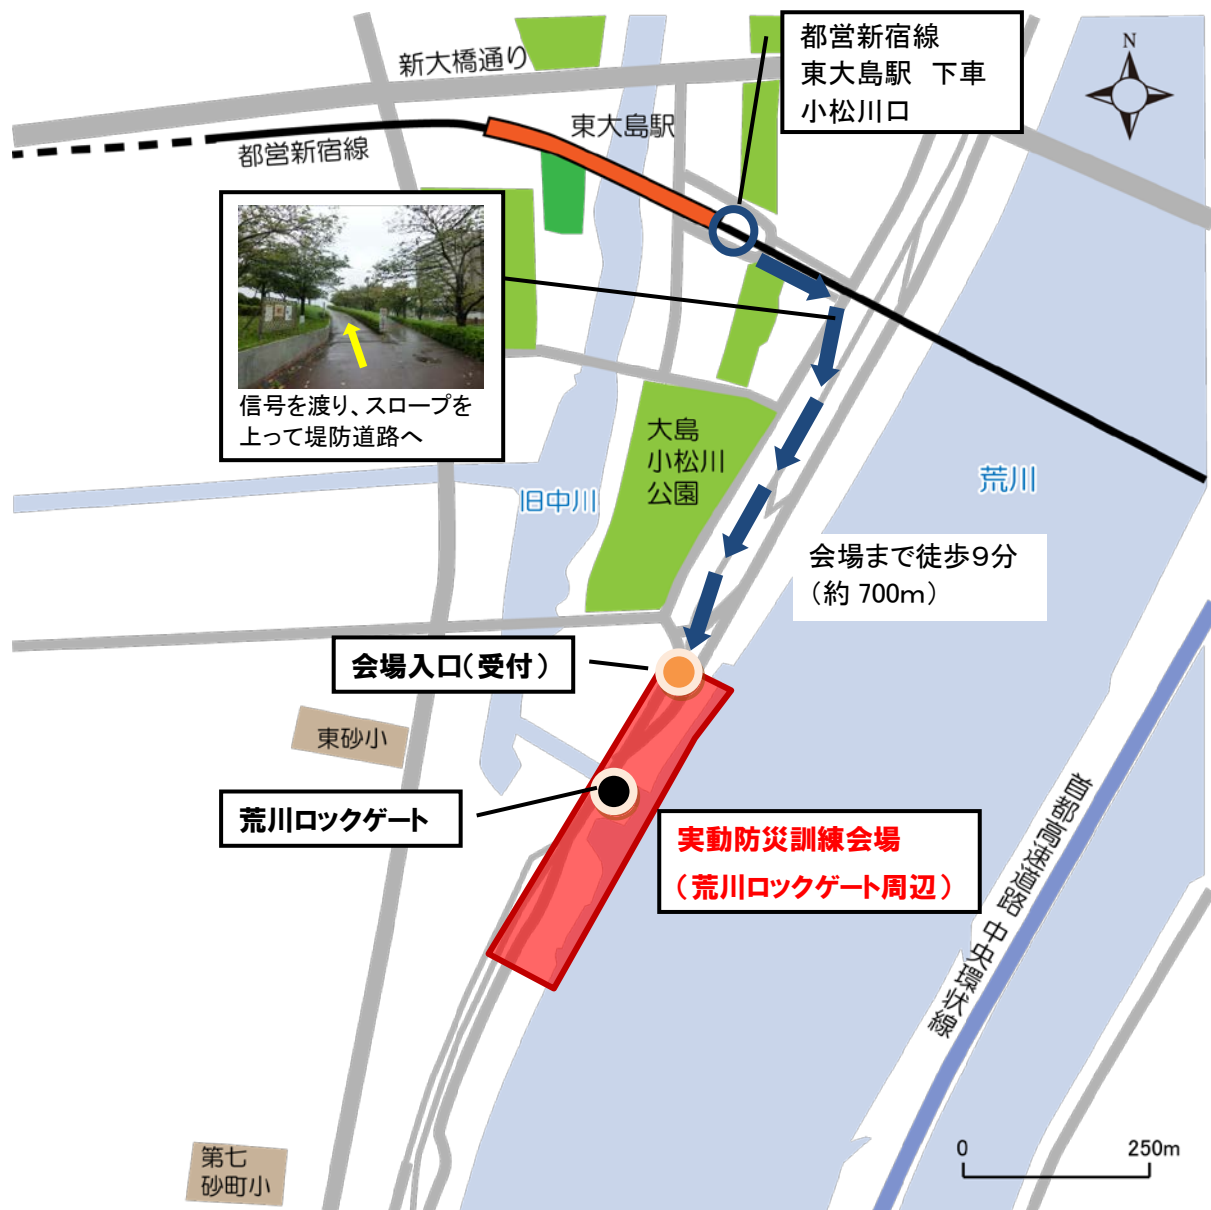 新大橋通り
都営新宿線
東大島駅　下車
小松川口
N
東大島駅
都営新宿線
信号を渡り、スロープを
上って堤防道路へ
大島
小松川
公園
荒川
旧中川
会場まで徒歩９分
（約 700ｍ）
会場入口（受付）
東砂小
荒川ロックゲート
実動防災訓練会場
（荒川ロックゲート周辺）
首都高速道路 中央環状線
第七
砂町小
0 250m